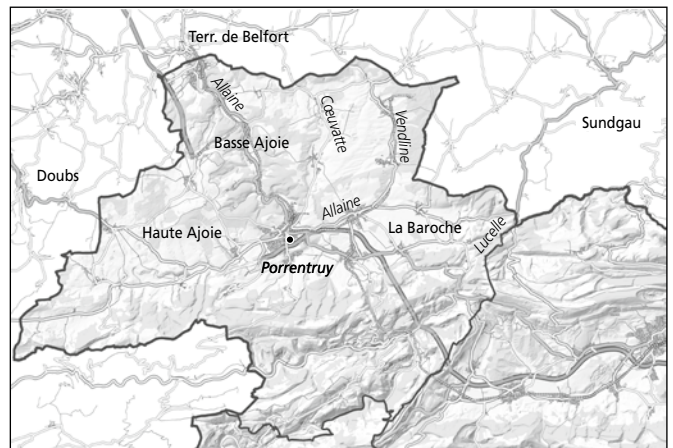 Terr. de Belfort
Allaine
Cœuvatte
Vendline
Sundgau
Basse Ajoie
Doubs
Allaine
Haute Ajoie
La Baroche
Lucelle
Porrentruy